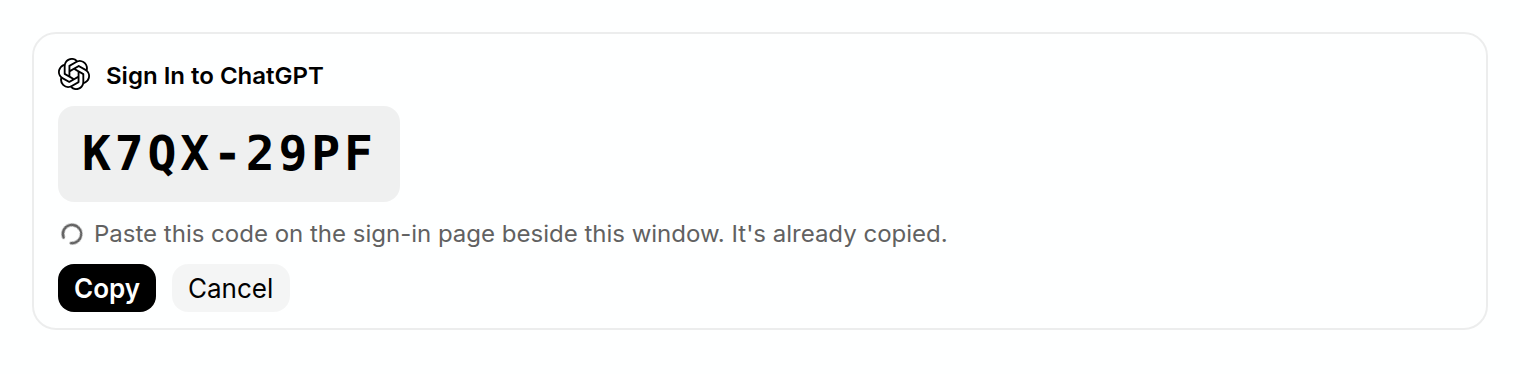 Sign In to ChatGPT
K7QX-29PF
Paste this code on the sign-in page beside this window. It's already copied.
Copy
Cancel